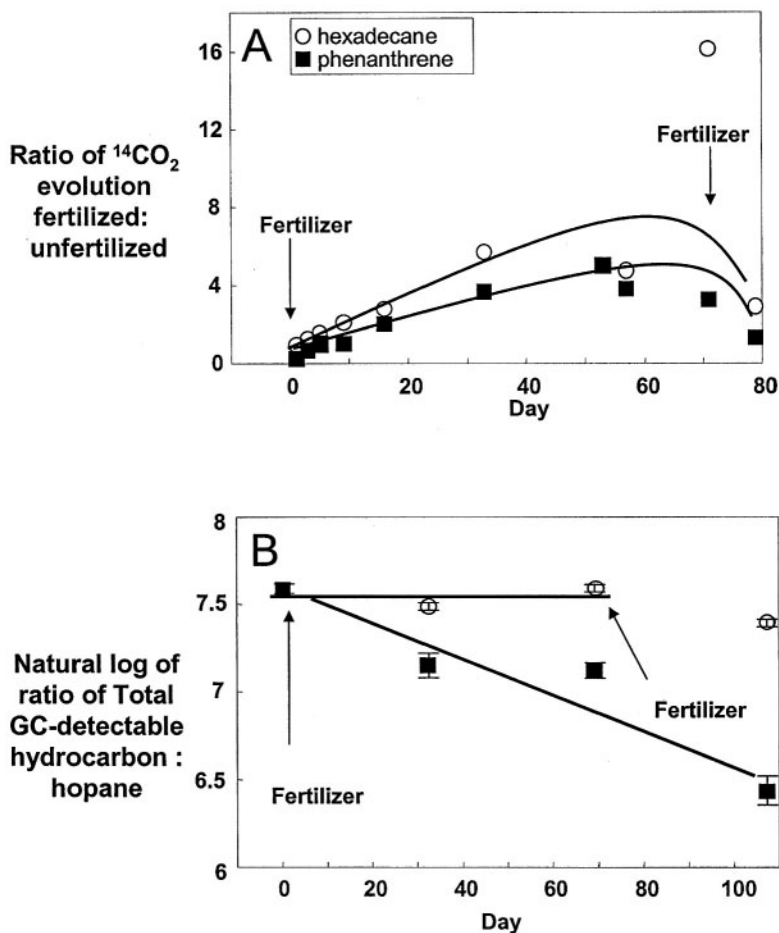 A
○ hexadecane
■ phenanthrene
16
12
8
4
0
Ratio of ¹⁴CO₂
evolution
fertilized:
unfertilized
Fertilizer
Fertilizer
0
20
40
60
80
Day
B
8
7.5
7
6.5
6
Natural log of
ratio of Total
GC-detectable
hydrocarbon :
hopane
Fertilizer
Fertilizer
0
20
40
60
80
100
Day